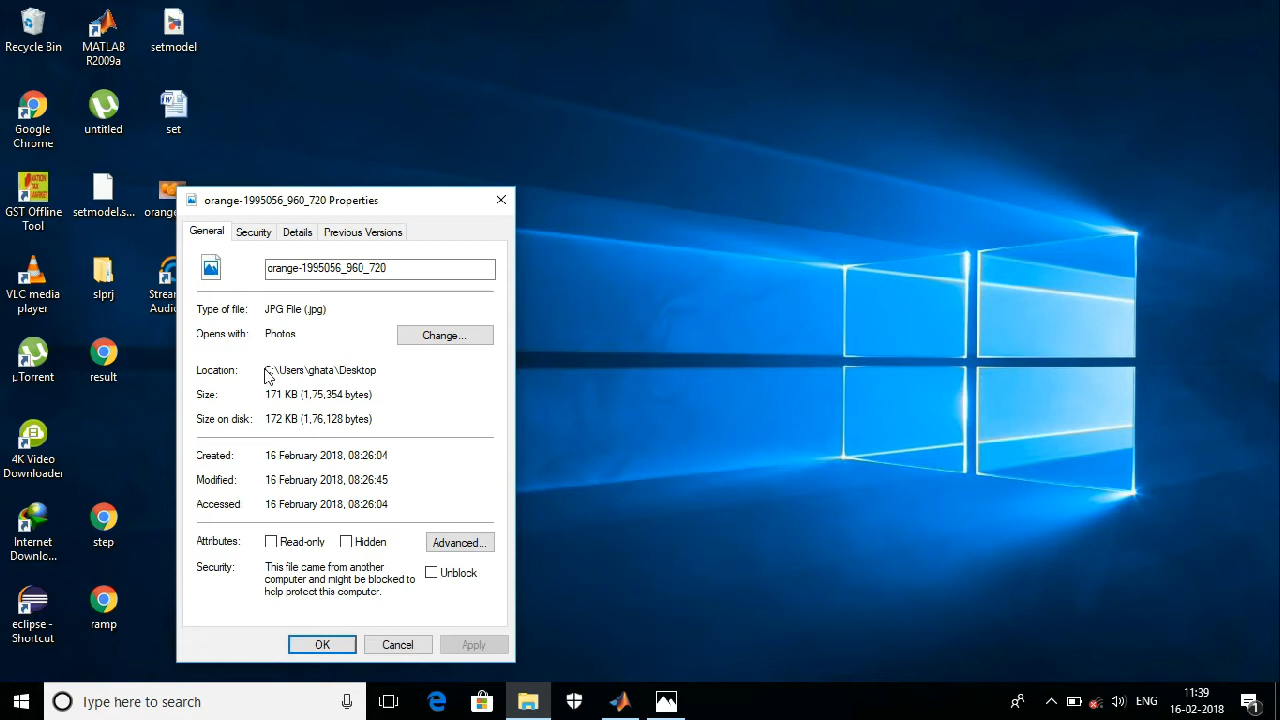 Recycle Bin
MATLAB
R2009a
setmodel
Google
Chrome
untitled
set
GST Offline
Tool
setmodel.s...
orang
VLC media
player
slprj
Stream
Audio
µTorrent
result
4K Video
Downloader
Internet
Downlo...
step
eclipse -
Shortcut
ramp
orange-1995056_960_720 Properties
General
Security
Details
Previous Versions
orange-1995056_960_720
Type of file:
JPG File (.jpg)
Opens with:
Photos
Change...
Location:
C:\Users\ghata\Desktop
Size:
171 KB (1,75,354 bytes)
Size on disk:
172 KB (1,76,128 bytes)
Created:
16 February 2018, 08:26:04
Modified:
16 February 2018, 08:26:45
Accessed:
16 February 2018, 08:26:04
Attributes:
Read-only
Hidden
Advanced...
Security:
This file came from another
computer and might be blocked to
help protect this computer.
Unblock
OK
Cancel
Apply
Type here to search
ENG
11:39
16-02-2018
1